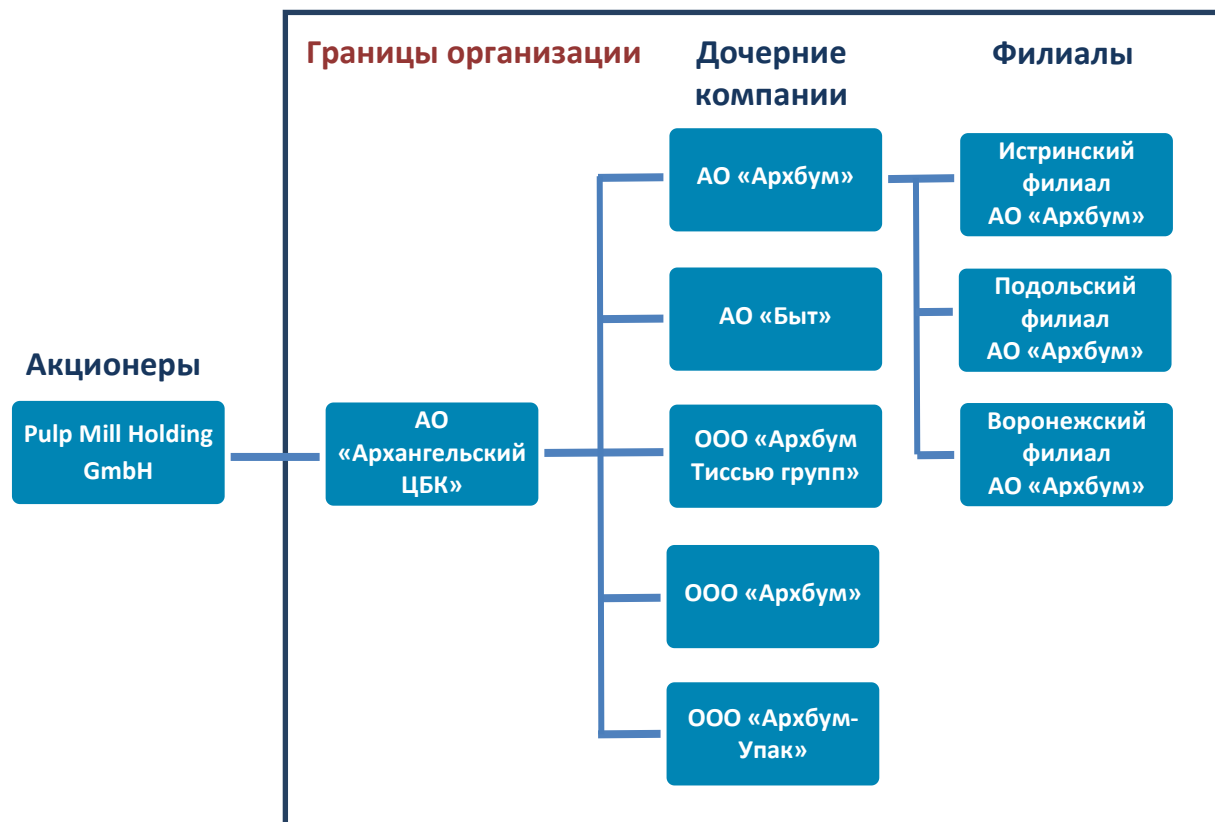 Границы организации
Дочерние
компании
Филиалы
Акционеры
Pulp Mill Holding
GmbH
АО
«Архангельский
ЦБК»
АО «Архбум»
АО «Быт»
ООО «Архбум
Тиссью групп»
ООО «Архбум»
ООО «Архбум-
Упак»
Истринский
филиал
АО «Архбум»
Подольский
филиал
АО «Архбум»
Воронежский
филиал
АО «Архбум»